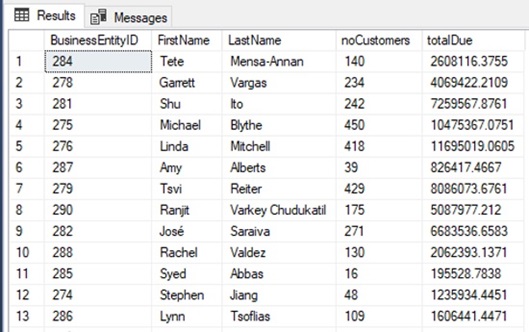 Results Messages
BusinessEntityID FirstName LastName noCustomers totalDue
1 284 Tete Mensa-Annan 140 2608116.3755
2 278 Garrett Vargas 234 4069422.2109
3 281 Shu Ito 242 7259567.8761
4 275 Michael Blythe 450 10475367.0751
5 276 Linda Mitchell 418 11695019.0605
6 287 Amy Alberts 39 826417.4667
7 279 Tsvi Reiter 429 8086073.6761
8 290 Ranjit Varkey Chudukatil 175 5087977.212
9 282 José Saraiva 271 6683536.6583
10 288 Rachel Valdez 130 2062393.1371
11 285 Syed Abbas 16 195528.7838
12 274 Stephen Jiang 48 1235934.4451
13 286 Lynn Tsoflias 109 1606441.4471